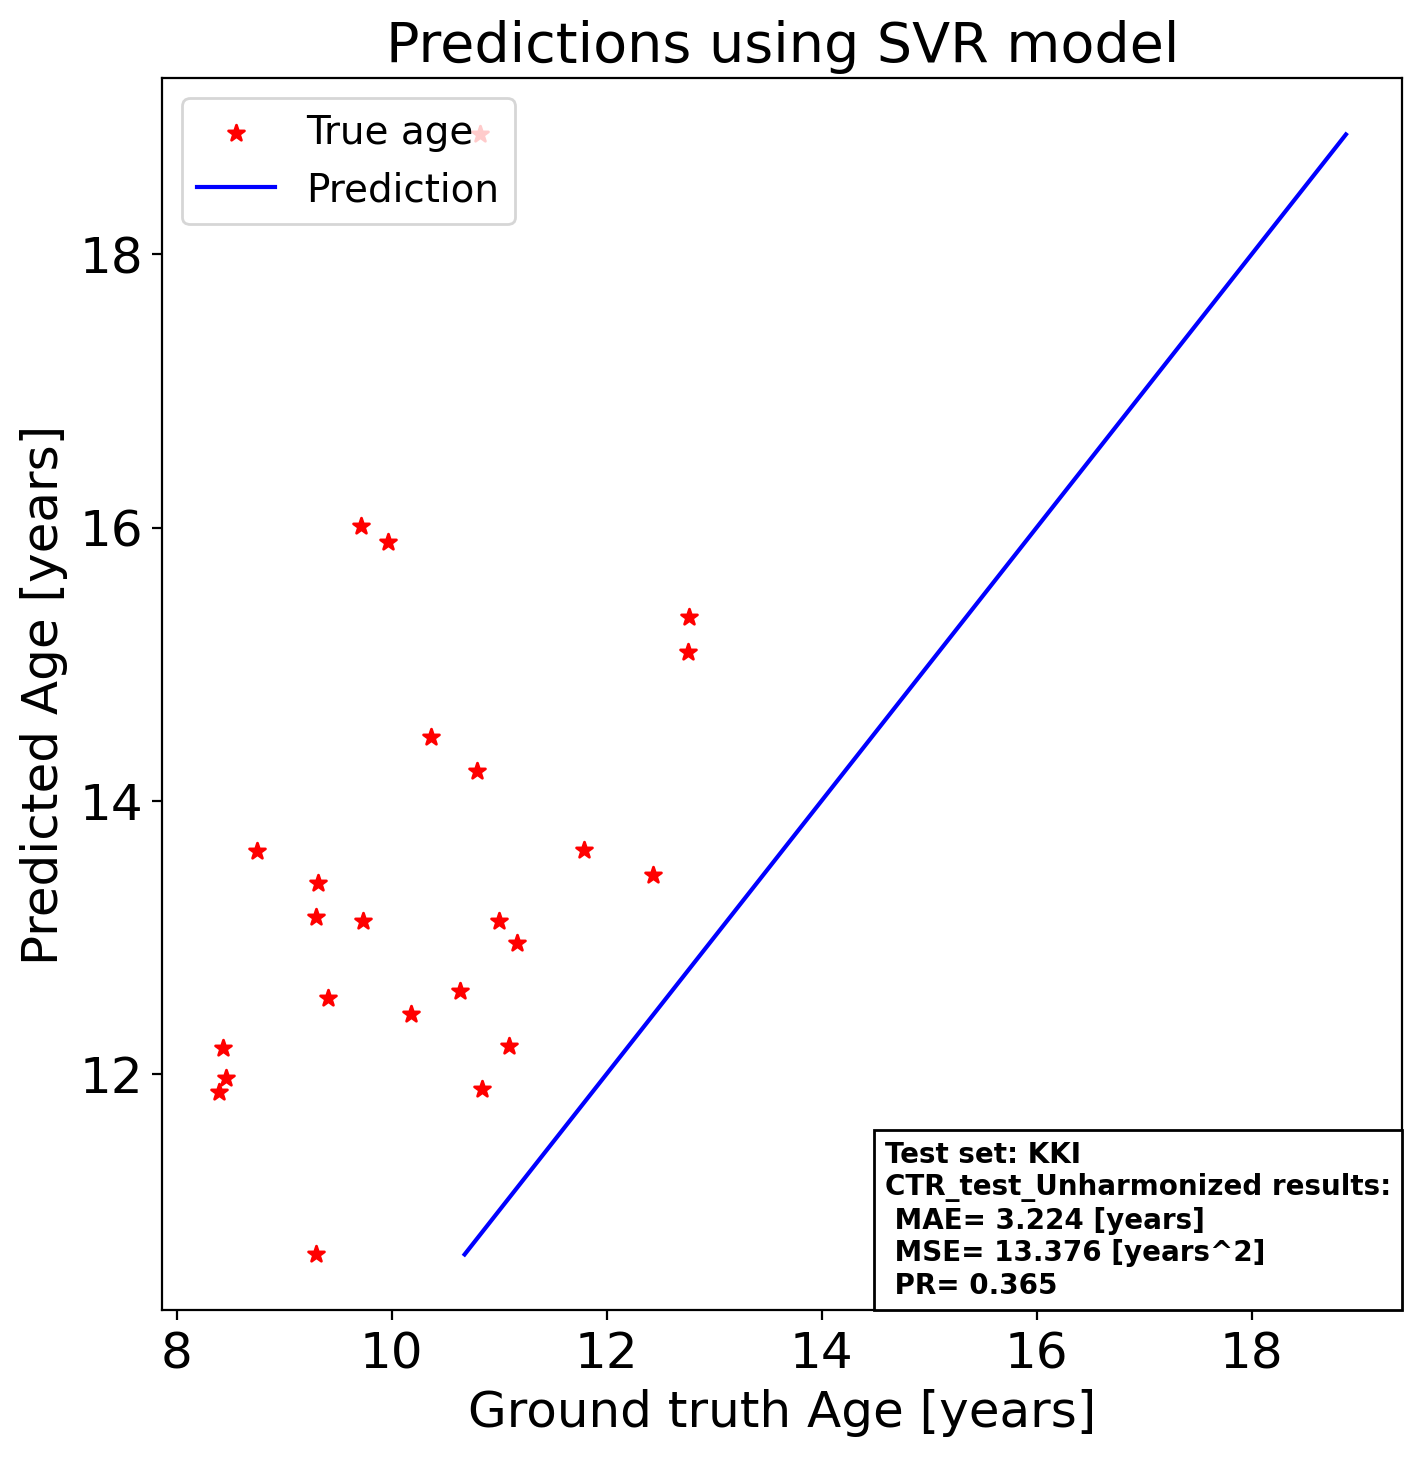 Predictions using SVR model
True age
Prediction
18
16
14
12
Predicted Age [years]
Test set: KKI
CTR_test_Unharmonized results:
MAE= 3.224 [years]
MSE= 13.376 [years^2]
PR= 0.365
8 10 12 14 16 18
Ground truth Age [years]